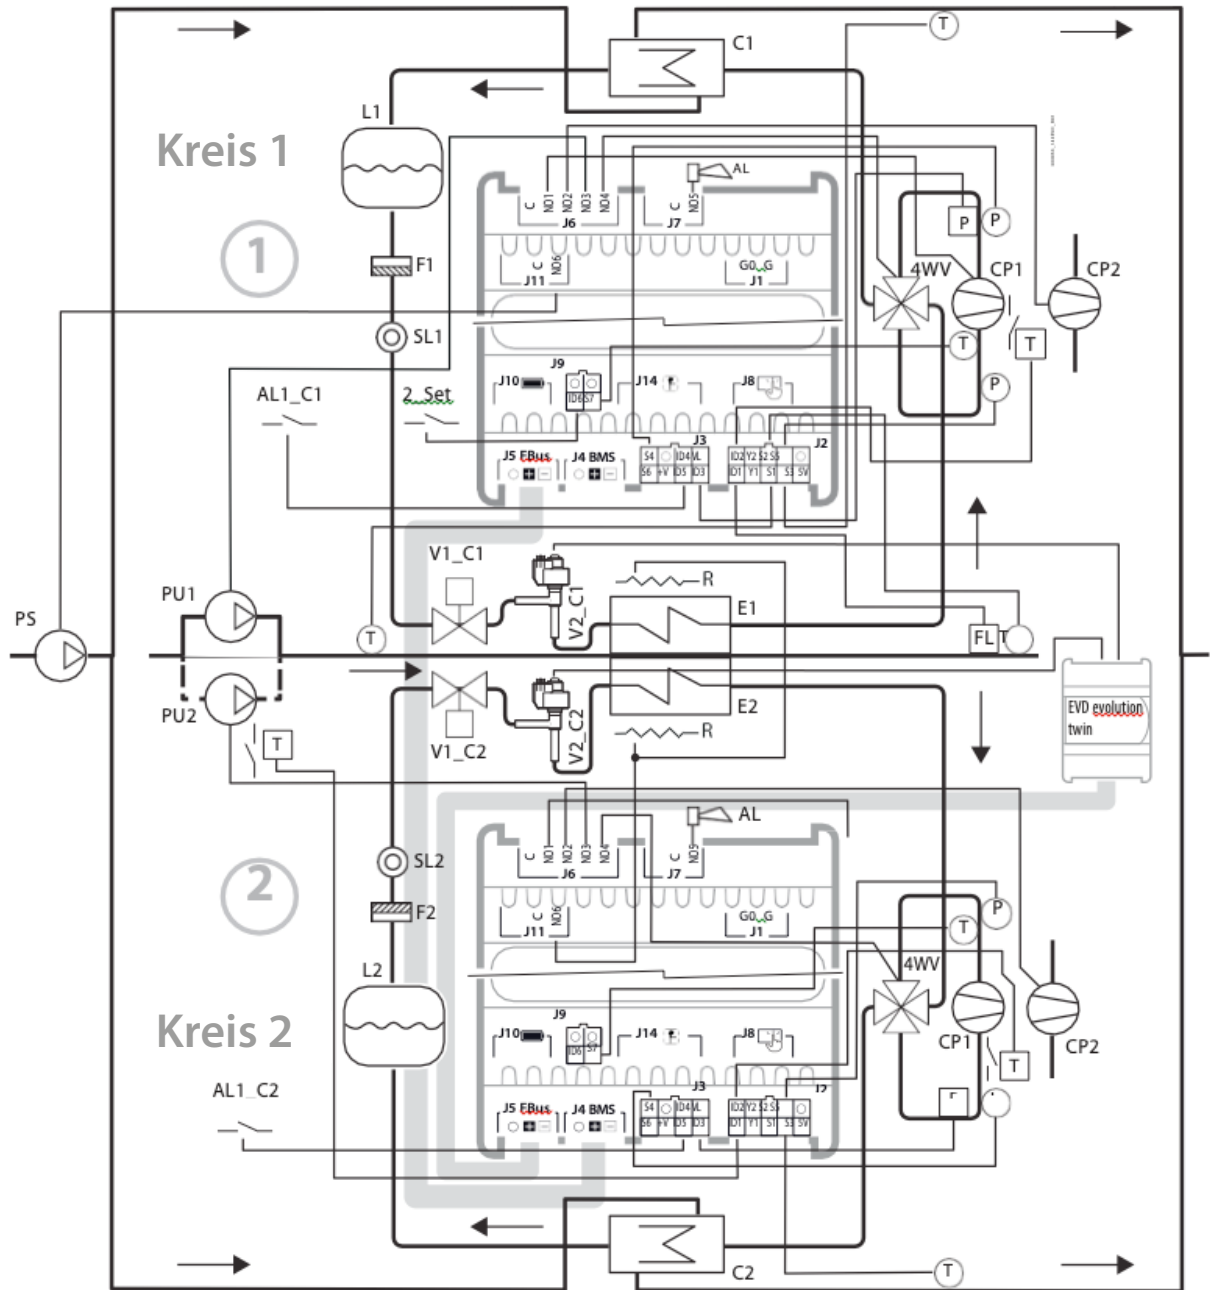 T
C1
L1
Kreis 1
AL
C NO1 NO2 NO3 NO4
C NO5
J6 J7
P P
1
F1
C NO6
J11
G0 G
J1
4WV CP1 CP2
SL1
T T
J9
J10 J14 J8
ID6 S7
P
AL1_C1 2_Set
J3 J2
J5 FBus J4 BMS
S4 ID4 VL
S6 +V ID5 ID3
ID2 Y2 S2 S5
ID1 Y1 S1 S3 5V
V1_C1
V2_C1
R
PU1
E1
PS
T
FL T
PU2
V2_C2
E2
EVD evolution
twin
T
V1_C2
R
AL
C NO1 NO2 NO3 NO4
C NO5
J6 J7
SL2
2
F2
C NO6
J11
G0 G
J1
P
T
L2
4WV
Kreis 2
J9
J10 J14 J8
ID6 S7
CP1 CP2
T
AL1_C2
J3 J2
J5 FBus J4 BMS
S4 ID4 VL
S6 +V ID5 ID3
ID2 Y2 S2 S5
ID1 Y1 S1 S3 5V
C2
T